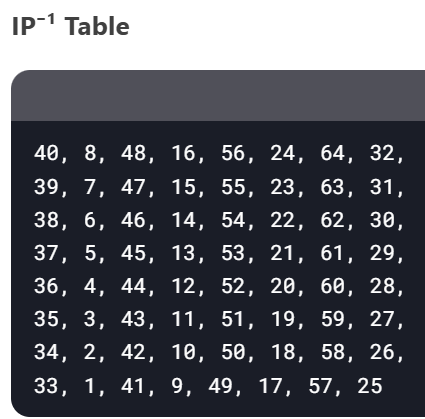 IP⁻¹ Table
40, 8, 48, 16, 56, 24, 64, 32,
39, 7, 47, 15, 55, 23, 63, 31,
38, 6, 46, 14, 54, 22, 62, 30,
37, 5, 45, 13, 53, 21, 61, 29,
36, 4, 44, 12, 52, 20, 60, 28,
35, 3, 43, 11, 51, 19, 59, 27,
34, 2, 42, 10, 50, 18, 58, 26,
33, 1, 41, 9, 49, 17, 57, 25